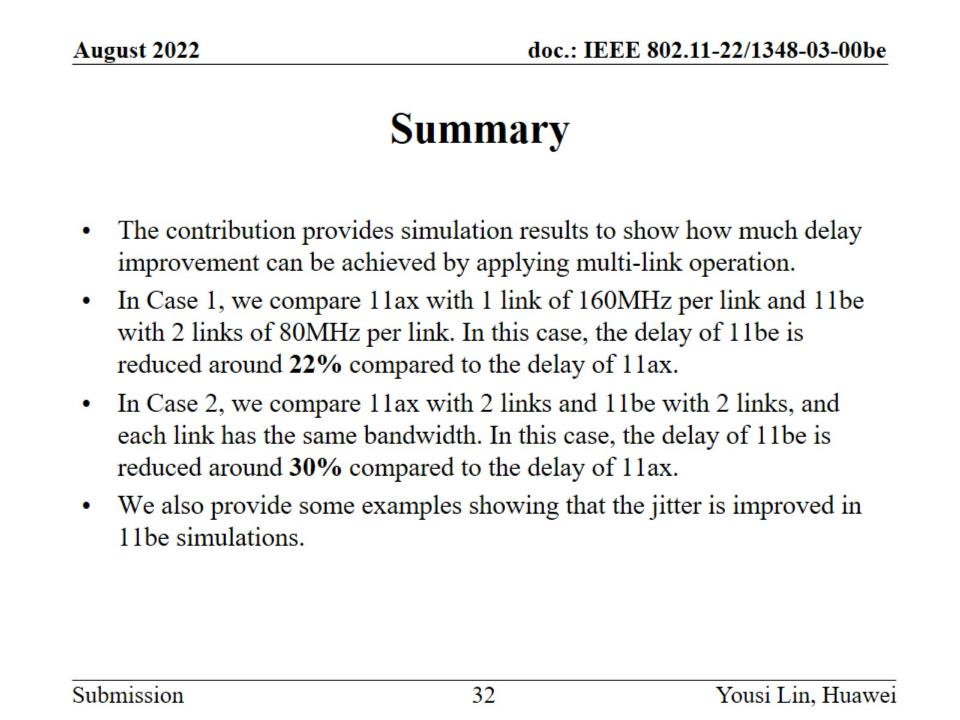 August 2022 doc.: IEEE 802.11-22/1348-03-00be
Summary
• The contribution provides simulation results to show how much delay
improvement can be achieved by applying multi-link operation.
• In Case 1, we compare 11ax with 1 link of 160MHz per link and 11be
with 2 links of 80MHz per link. In this case, the delay of 11be is
reduced around 22% compared to the delay of 11ax.
• In Case 2, we compare 11ax with 2 links and 11be with 2 links, and
each link has the same bandwidth. In this case, the delay of 11be is
reduced around 30% compared to the delay of 11ax.
• We also provide some examples showing that the jitter is improved in
11be simulations.
Submission 32 Yousi Lin, Huawei